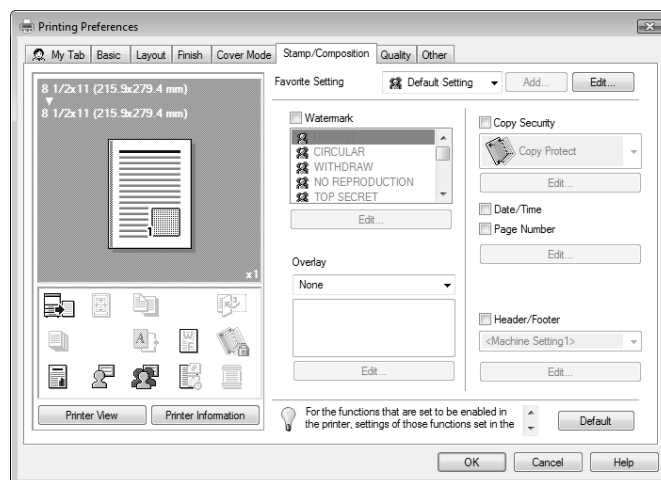 Printing Preferences
My Tab
Basic
Layout
Finish
Cover Mode
Stamp/Composition
Quality
Other
8 1/2x11 (215.9x279.4 mm)
8 1/2x11 (215.9x279.4 mm)
1
x1
Printer View
Printer Information
Favorite Setting
Default Setting
Add...
Edit...
Watermark
URGENT
CIRCULAR
WITHDRAW
NO REPRODUCTION
TOP SECRET
Edit...
Overlay
None
Edit...
Copy Security
Copy Protect
Edit...
Date/Time
Page Number
Edit...
Header/Footer
<Machine Setting1>
Edit...
For the functions that are set to be enabled in
the printer, settings of those functions set in the
Default
OK
Cancel
Help